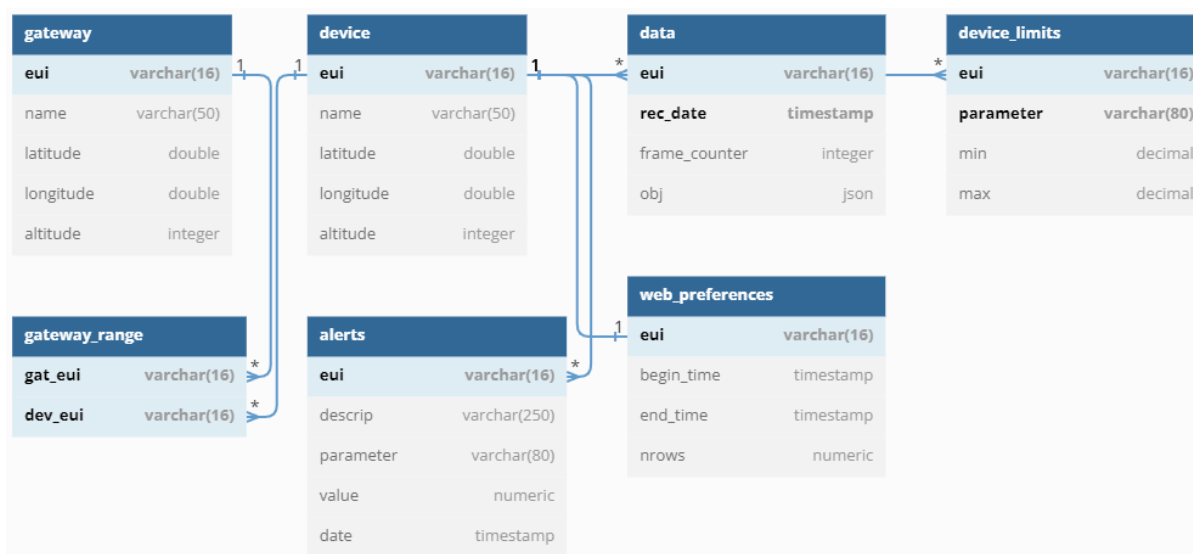 gateway
eui varchar(16)
name varchar(50)
latitude double
longitude double
altitude integer
device
eui varchar(16)
name varchar(50)
latitude double
longitude double
altitude integer
data
eui varchar(16)
rec_date timestamp
frame_counter integer
obj json
device_limits
eui varchar(16)
parameter varchar(80)
min decimal
max decimal
1
1
1
*
*
gateway_range
gat_eui varchar(16)
dev_eui varchar(16)
*
*
alerts
eui varchar(16)
descrip varchar(250)
parameter varchar(80)
value numeric
date timestamp
*
web_preferences
eui varchar(16)
begin_time timestamp
end_time timestamp
nrows numeric
1